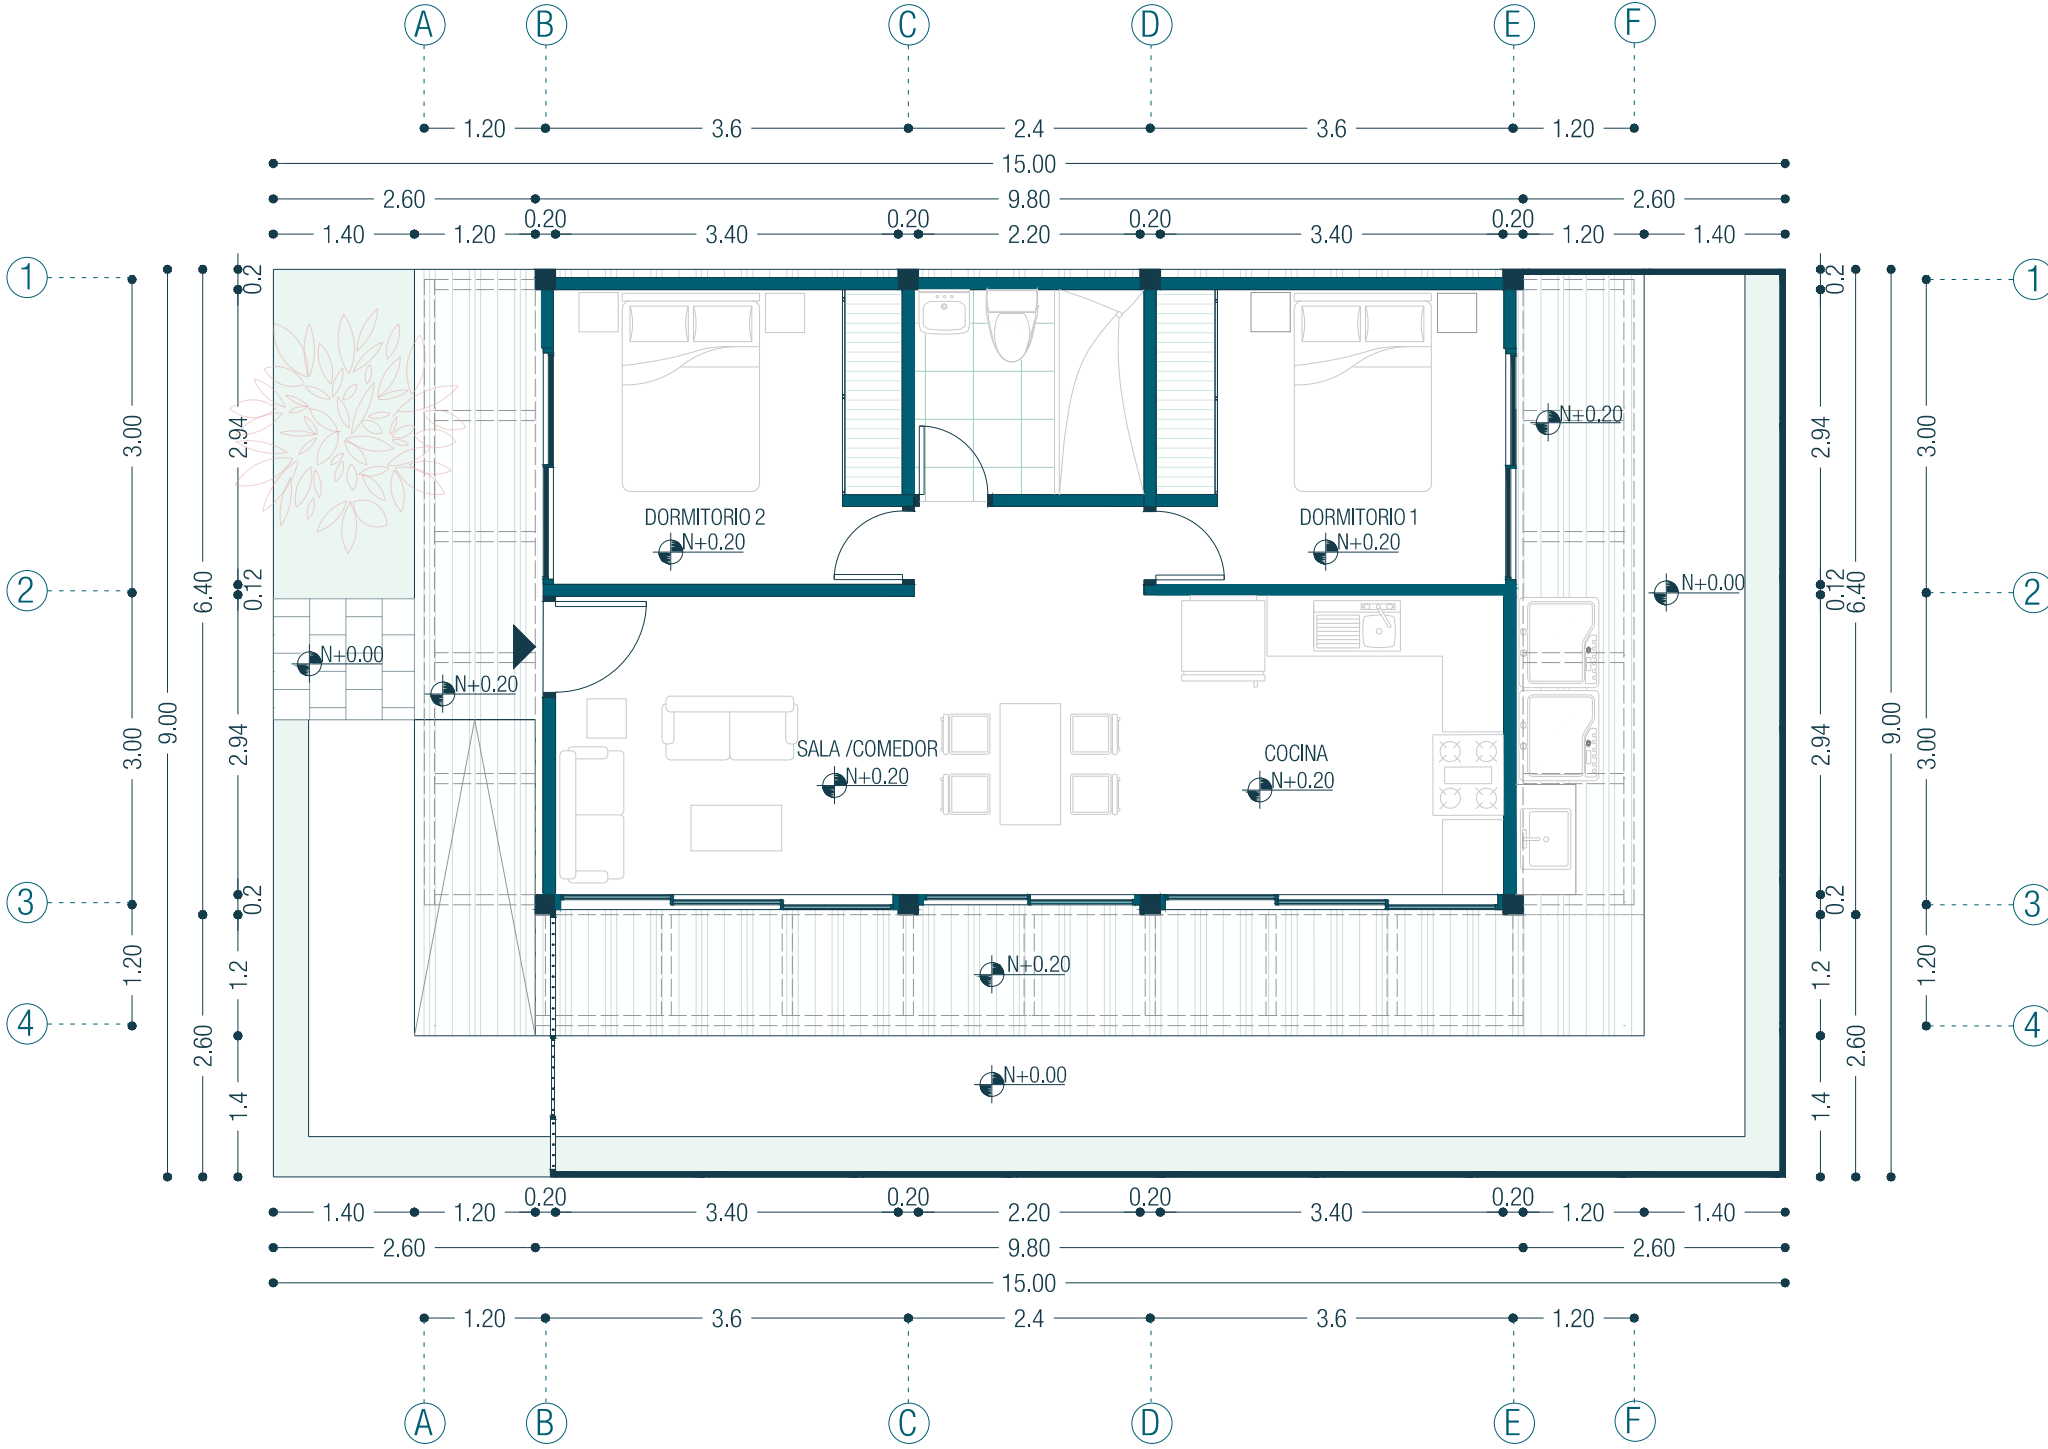 A B C D E F
1.20 3.6 2.4 3.6 1.20
15.00
2.60 9.80 2.60
0.20 0.20 0.20 0.20
1.40 1.20 3.40 2.20 3.40 1.20 1.40
1 0.2 0.2 1
3.00 2.94 N+0.20 2.94 3.00
DORMITORIO 2 DORMITORIO 1
N+0.20 N+0.20
2 6.40 0.12 N+0.00 0.12 6.40 2
N+0.00
N+0.20
9.00 3.00 2.94 SALA /COMEDOR COCINA 2.94 3.00 9.00
N+0.20 N+0.20
3 0.2 0.2 3
1.20 1.2 N+0.20 1.2 1.20
4 4
2.60 2.60
1.4 N+0.00 1.4
0.20 0.20 0.20 0.20
1.40 1.20 3.40 2.20 3.40 1.20 1.40
2.60 9.80 2.60
15.00
1.20 3.6 2.4 3.6 1.20
A B C D E F